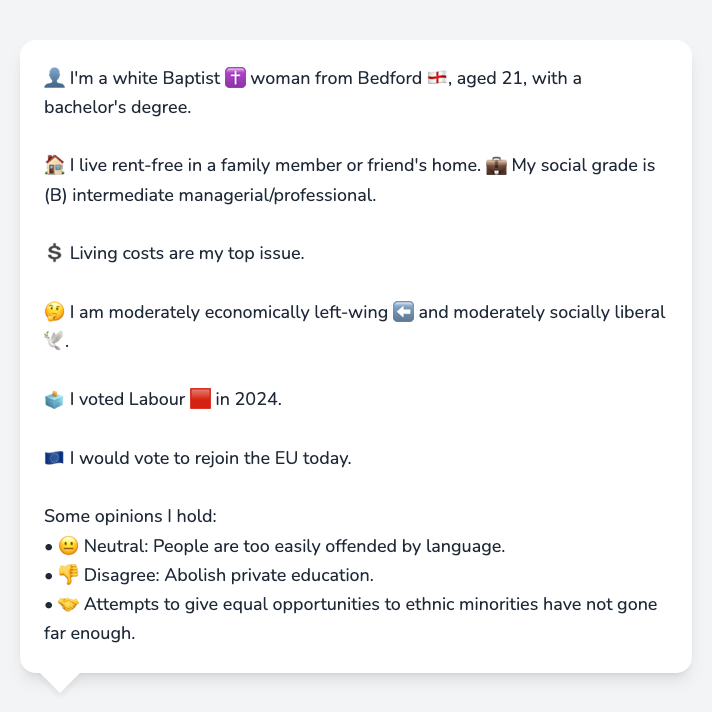 👤 I'm a white Baptist ✝️ woman from Bedford 🏴󠁧󠁢󠁥󠁮󠁧󠁿, aged 21, with a
bachelor's degree.
🏠 I live rent-free in a family member or friend's home. 💼 My social grade is
(B) intermediate managerial/professional.
💲 Living costs are my top issue.
🤔 I am moderately economically left-wing ⬅️ and moderately socially liberal
🕊️.
🗳️ I voted Labour 🟥 in 2024.
🇪🇺 I would vote to rejoin the EU today.
Some opinions I hold:
• 😐 Neutral: People are too easily offended by language.
• 👎 Disagree: Abolish private education.
• 🤝 Attempts to give equal opportunities to ethnic minorities have not gone
far enough.